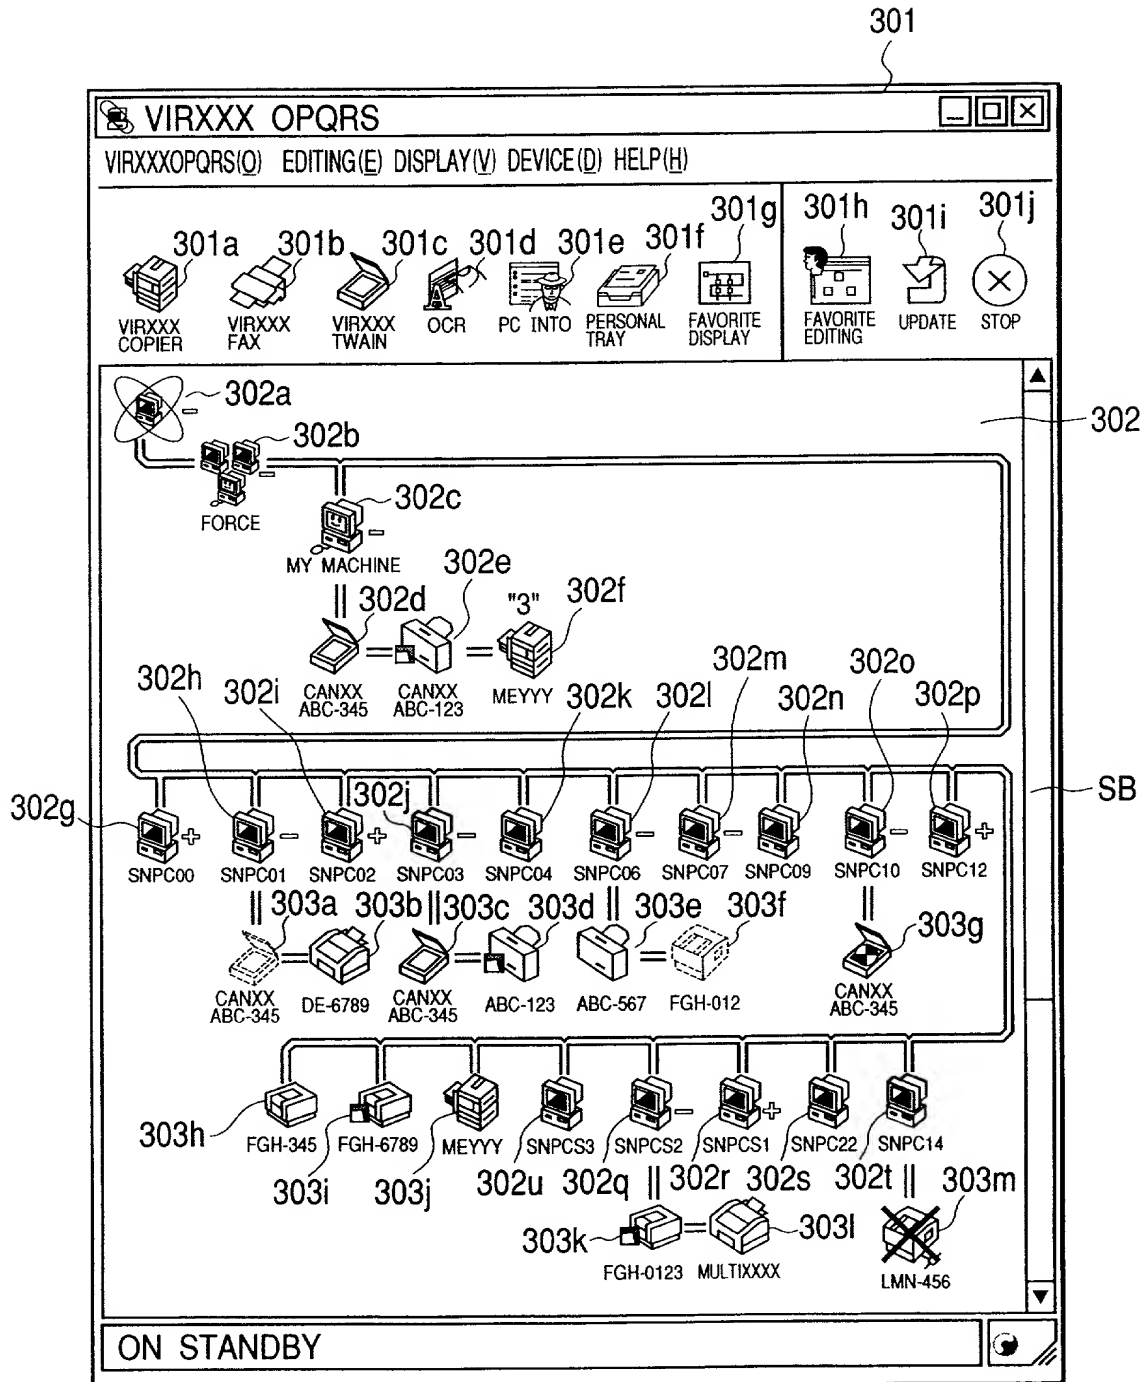 301
VIRXXX OPQRS
VIRXXXOPQRS(O) EDITING(E) DISPLAY(V) DEVICE(D) HELP(H)
301a 301b 301c 301d 301e 301f 301g 301h 301i 301j
VIRXXX COPIER
VIRXXX FAX
VIRXXX TWAIN
OCR
PC INTO
PERSONAL TRAY
FAVORITE DISPLAY
FAVORITE EDITING
UPDATE
STOP
302a
302
302b
FORCE
302c
MY MACHINE
302d 302e "3" 302f
CANXX ABC-345
CANXX ABC-123
MEYYY
302h 302i 302k 302l 302m 302n 302o 302p
302g 302j SB
SNPC00 SNPC01 SNPC02 SNPC03 SNPC04 SNPC06 SNPC07 SNPC09 SNPC10 SNPC12
303a 303b 303c 303d 303e 303f 303g
CANXX ABC-345
DE-6789
CANXX ABC-345
ABC-123
ABC-567
FGH-012
CANXX ABC-345
303h FGH-345 FGH-6789 MEYYY SNPCS3 SNPCS2 SNPCS1 SNPC22 SNPC14
303i 303j 302u 302q 302r 302s 302t 303m
303k 303l
FGH-0123 MULTIXXXX LMN-456
ON STANDBY